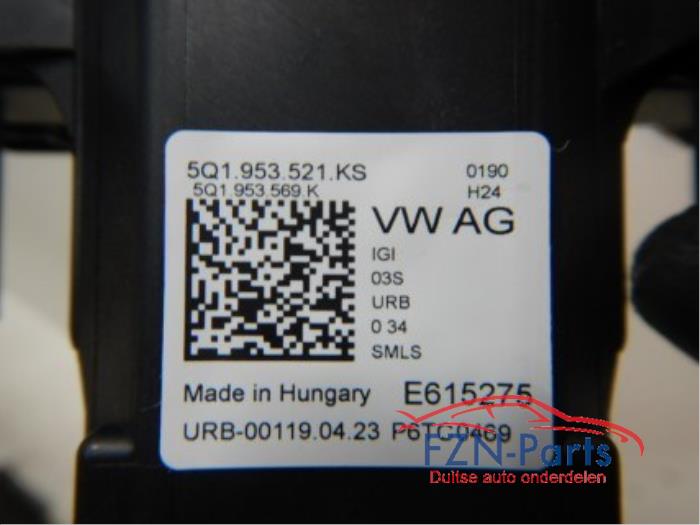 5Q1.953.521.KS 0190
5Q1.953.569.K H24
VW AG
IGI
03S
URB
0 34
SMLS
Made in Hungary E615275
URB-00119.04.23 P6TG0469
FZN-Parts
Duitse auto onderdelen